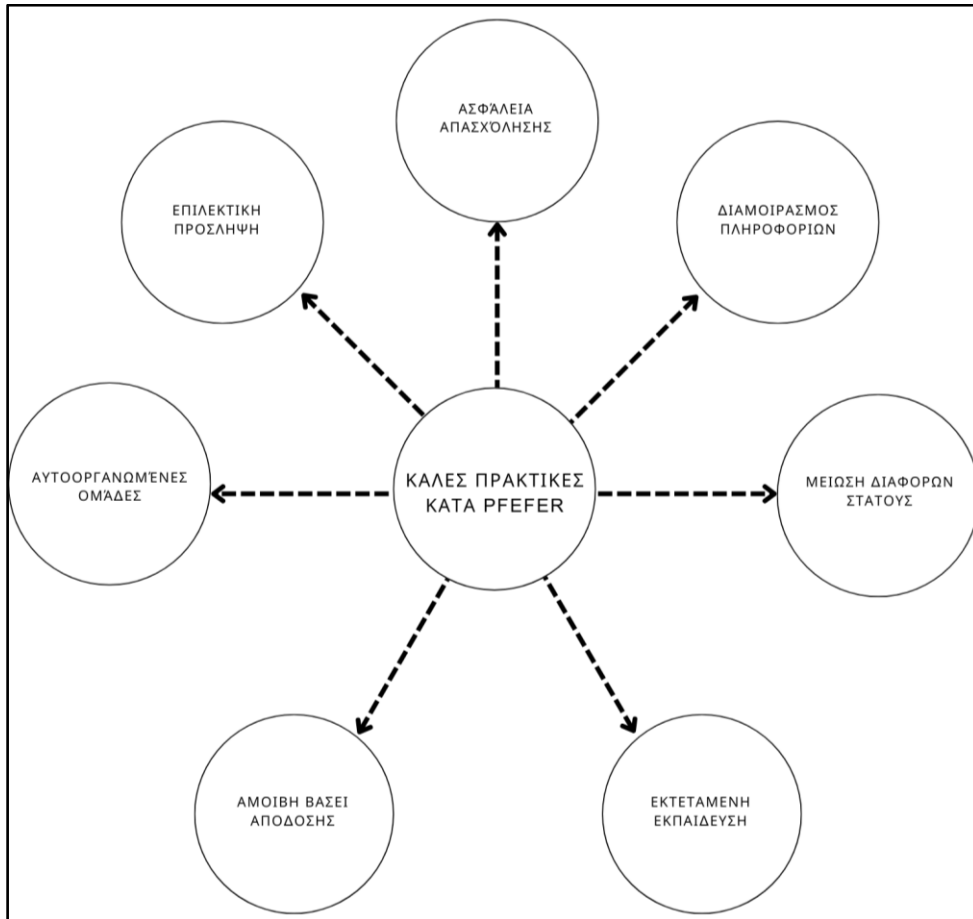 ΑΣΦΆΛΕΙΑ
ΑΠΑΣΧΌΛΗΣΗΣ
ΕΠΙΛΕΚΤΙΚΗ
ΠΡΟΣΛΗΨΗ
ΔΙΑΜΟΙΡΑΣΜΟΣ
ΠΛΗΡΟΦΟΡΙΩΝ
ΑΥΤΟΟΡΓΑΝΩΜΈΝΕΣ
ΟΜΆΔΕΣ
ΚΑΛΕΣ ΠΡΑΚΤΙΚΕΣ
ΚΑΤΑ PFEFER
ΜΕΙΩΣΗ ΔΙΑΦΟΡΩΝ
ΣΤΑΤΟΥΣ
ΑΜΟΙΒΗ ΒΑΣΕΙ
ΑΠΟΔΟΣΗΣ
ΕΚΤΕΤΑΜΕΝΗ
ΕΚΠΑΙΔΕΥΣΗ